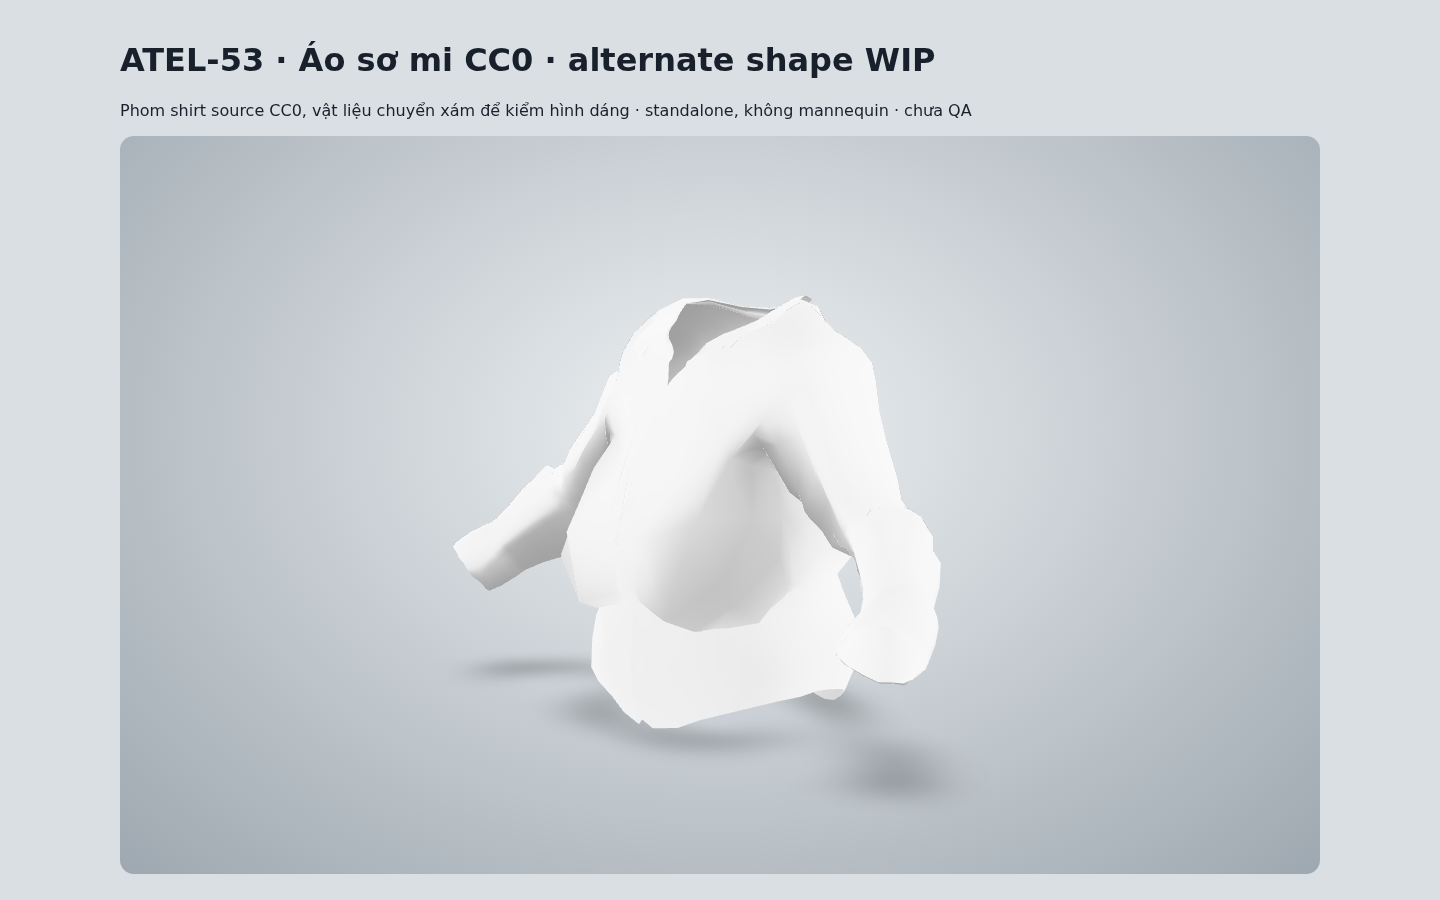 ATEL-53 · Áo sơ mi CC0 · alternate shape WIP
Phom shirt source CC0, vật liệu chuyển xám để kiểm hình dáng · standalone, không mannequin · chưa QA